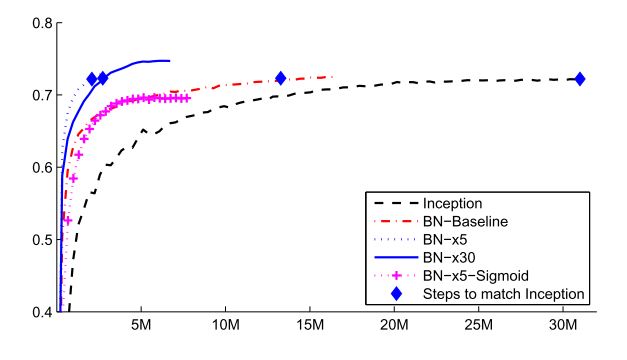 0.8
0.7
0.6
0.5
0.4
5M
10M
15M
20M
25M
30M
Inception
BN−Baseline
BN−x5
BN−x30
BN−x5−Sigmoid
Steps to match Inception